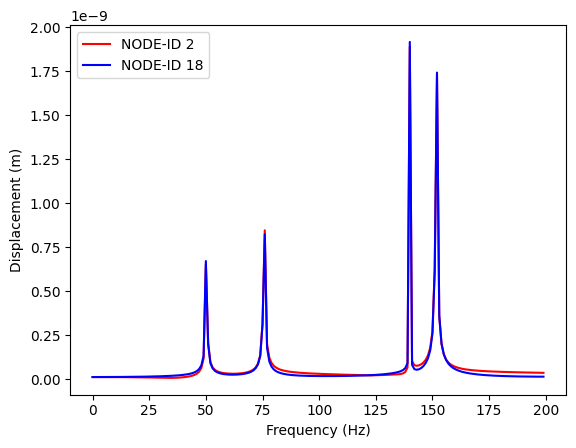 1e−9
NODE-ID 2
NODE-ID 18
2.00
1.75
1.50
1.25
1.00
0.75
0.50
0.25
0.00
Displacement (m)
0 25 50 75 100 125 150 175 200
Frequency (Hz)